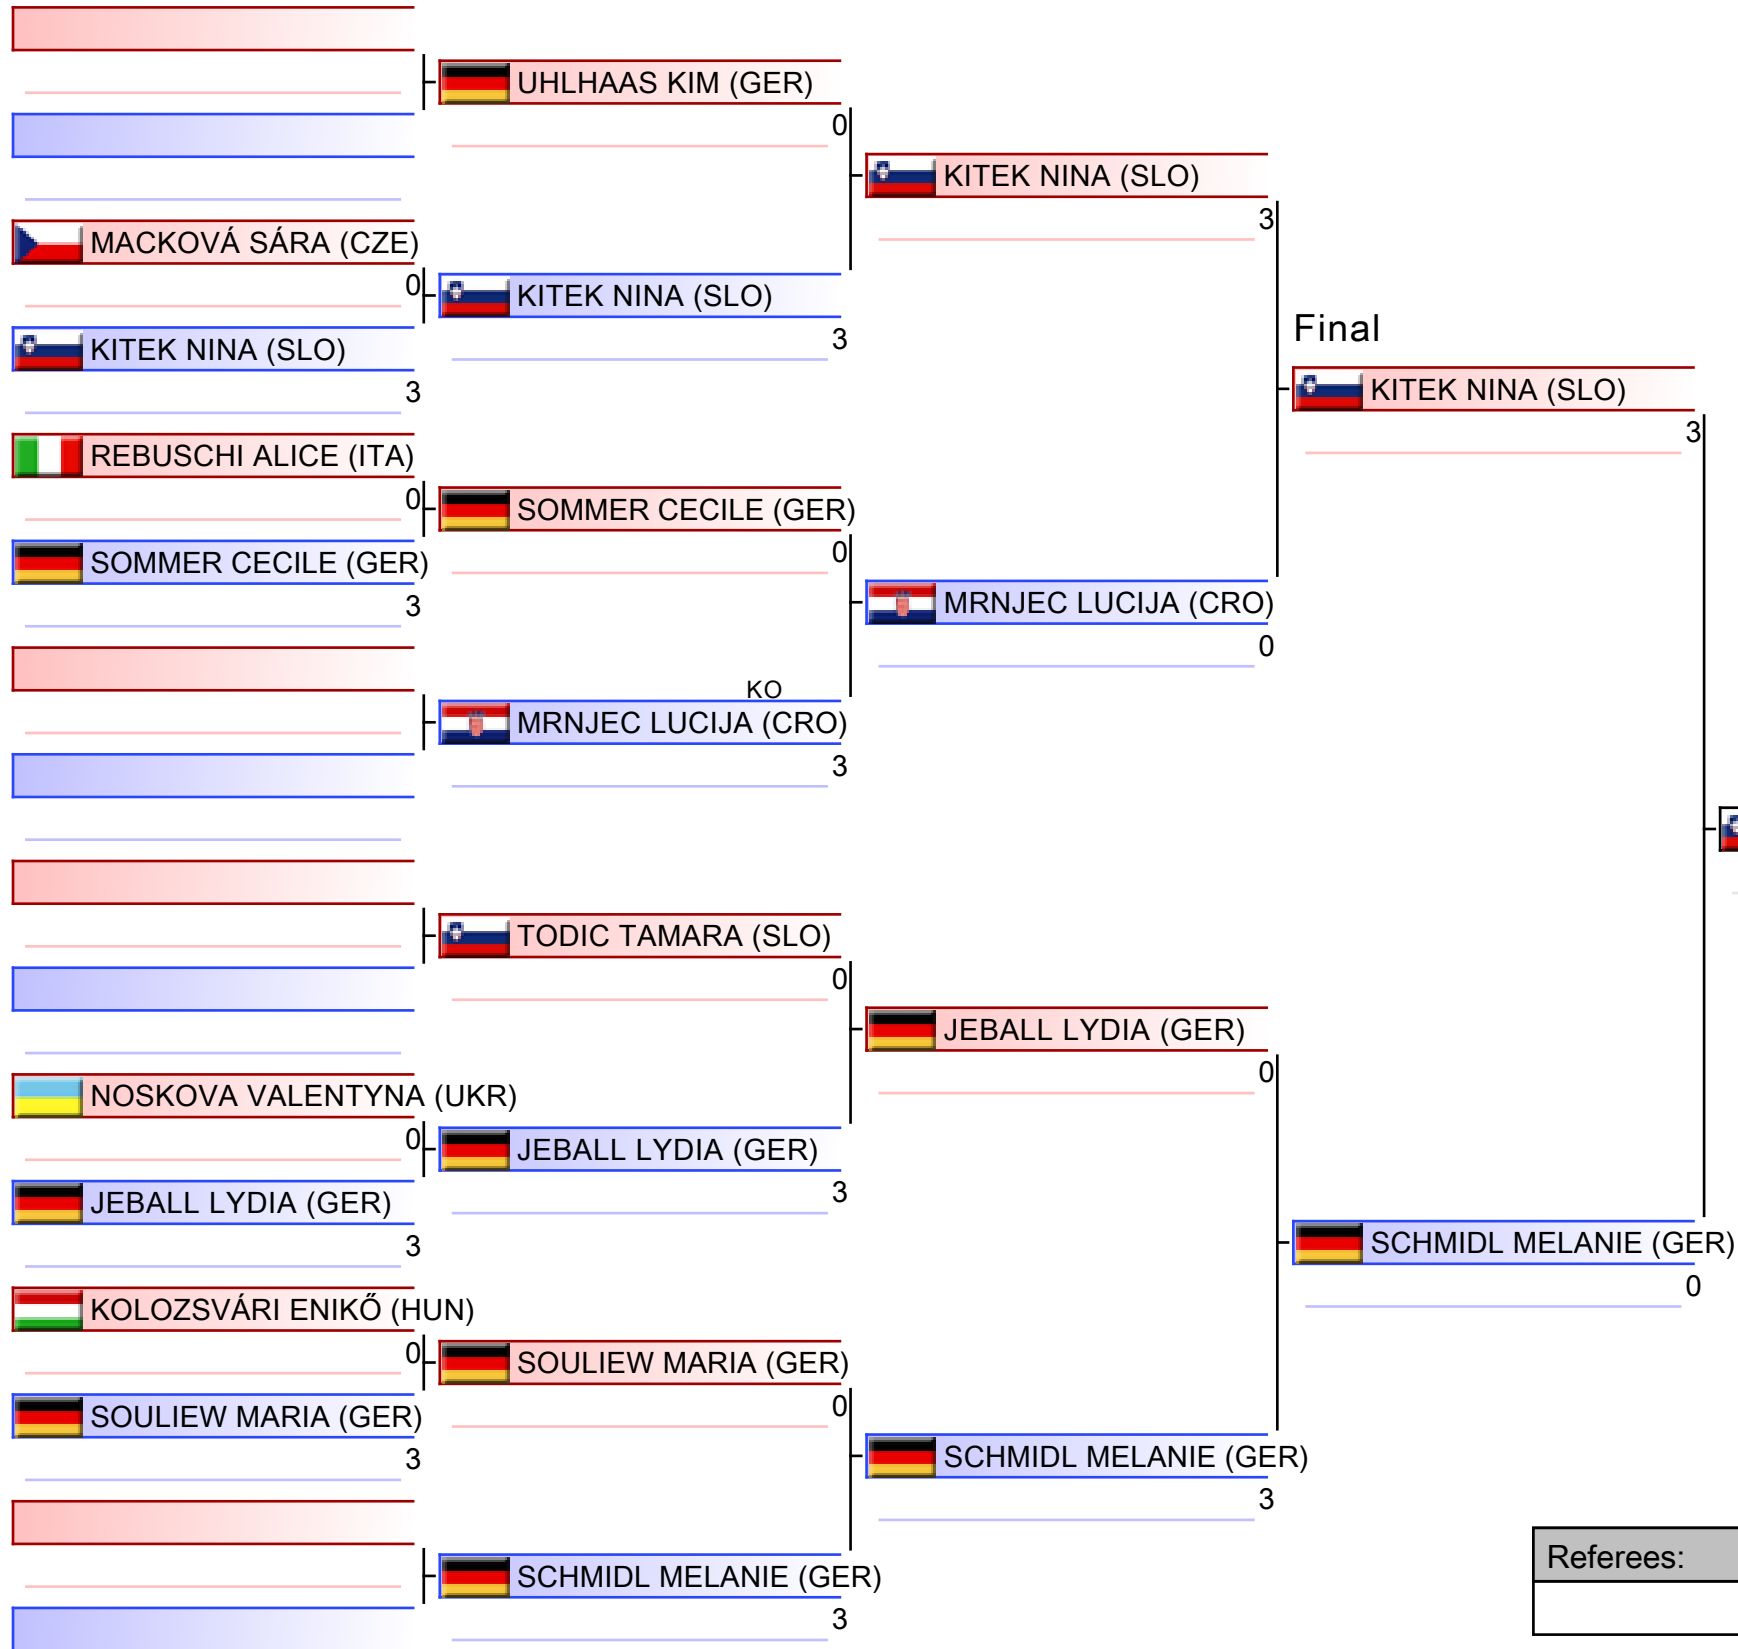 UHLHAAS KIM (GER)
0
KITEK NINA (SLO)
3
MACKOVÁ SÁRA (CZE)
0
KITEK NINA (SLO)
3
KITEK NINA (SLO)
3
Final
KITEK NINA (SLO)
3
REBUSCHI ALICE (ITA)
0
SOMMER CECILE (GER)
0
SOMMER CECILE (GER)
3
MRNJEC LUCIJA (CRO)
0
KO
MRNJEC LUCIJA (CRO)
3
TODIC TAMARA (SLO)
0
JEBALL LYDIA (GER)
0
NOSKOVA VALENTYNA (UKR)
0
JEBALL LYDIA (GER)
3
JEBALL LYDIA (GER)
3
SCHMIDL MELANIE (GER)
0
KOLOZSVÁRI ENIKŐ (HUN)
0
SOULIEW MARIA (GER)
0
SOULIEW MARIA (GER)
3
SCHMIDL MELANIE (GER)
3
SCHMIDL MELANIE (GER)
3
Referees: